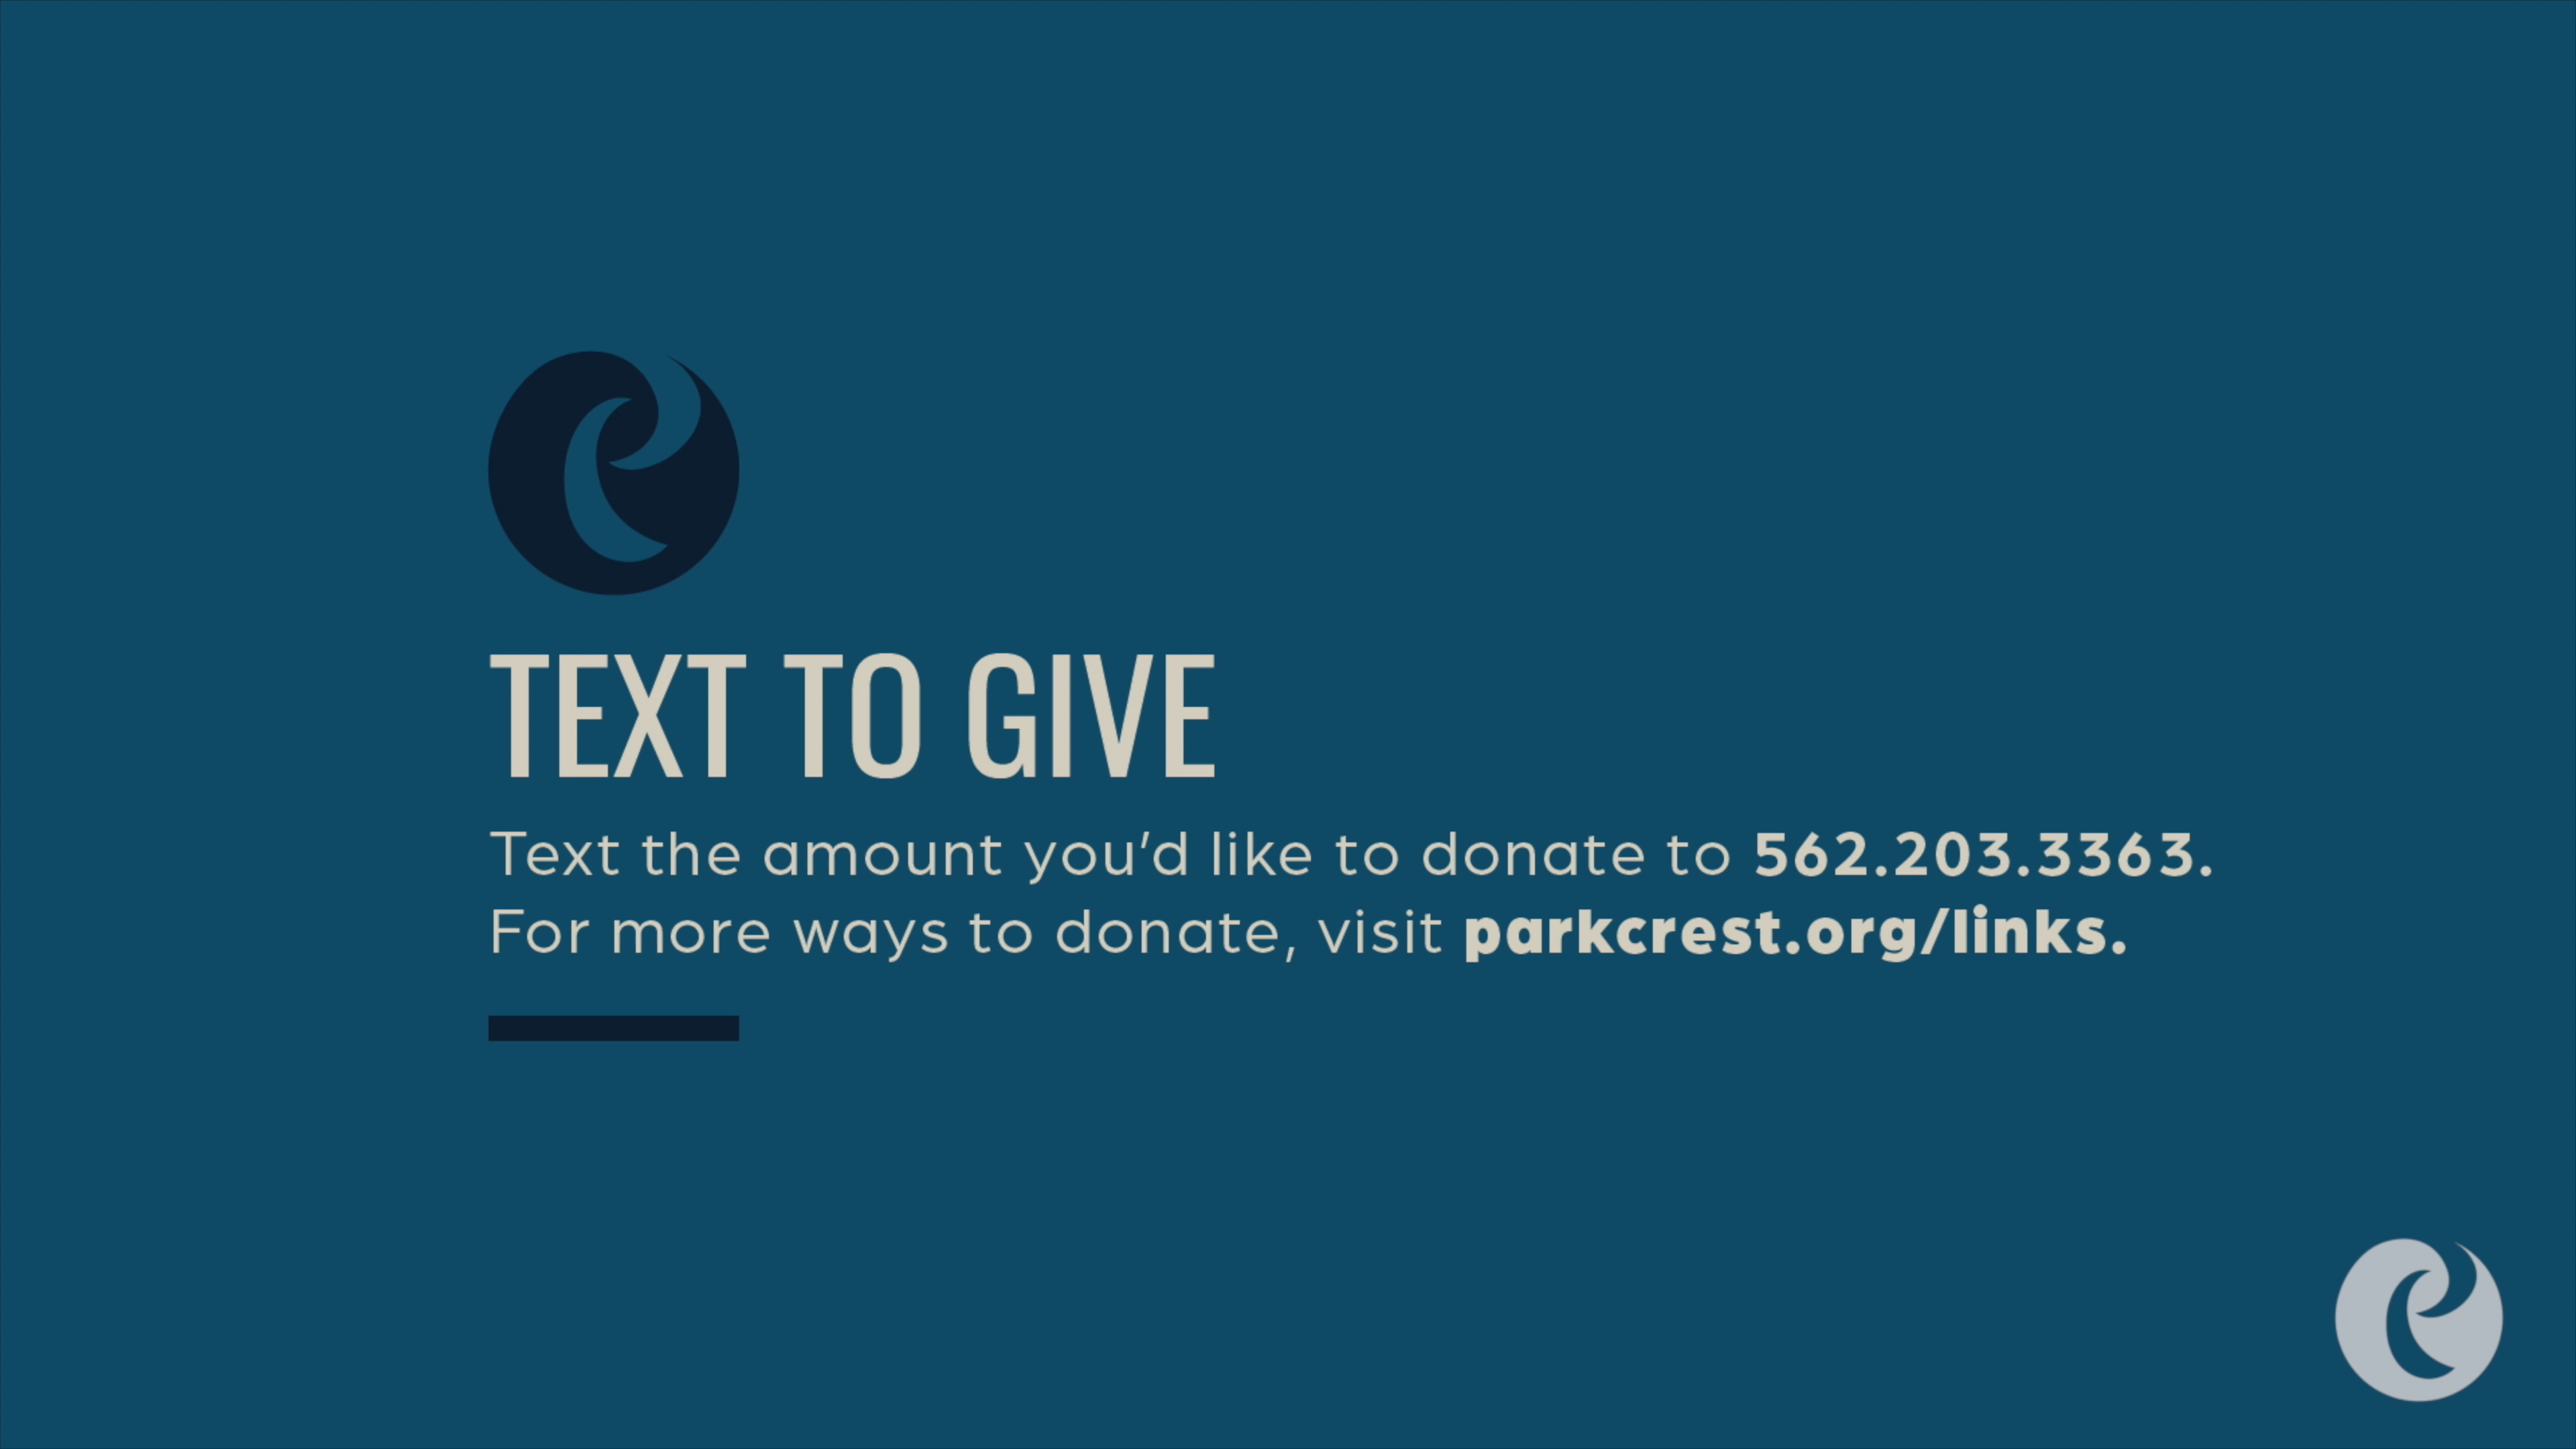 TEXT TO GIVE
Text the amount you’d like to donate to 562.203.3363.
For more ways to donate, visit parkcrest.org/links.